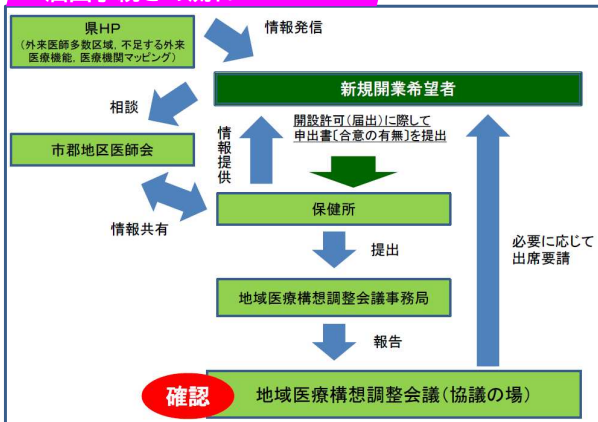 県HP
(外来医師多数区域、不足する外来
医療機能、医療機関マッピング)
情報発信
新規開業希望者
相談
市郡地区医師会
情報提供
開設許可(届出)に際して
申出書〔合意の有無〕を提出
保健所
情報共有
提出
必要に応じて
出席要請
地域医療構想調整会議事務局
報告
確認
地域医療構想調整会議(協議の場)